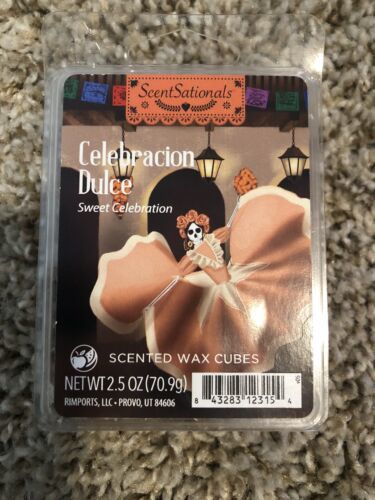 ScentSationals
Celebracion
Dulce
Sweet Celebration
SCENTED WAX CUBES
NET WT 2.5 OZ (70.9g)
RIMPORTS, LLC • PROVO, UT 84606
8 43283 12315 4